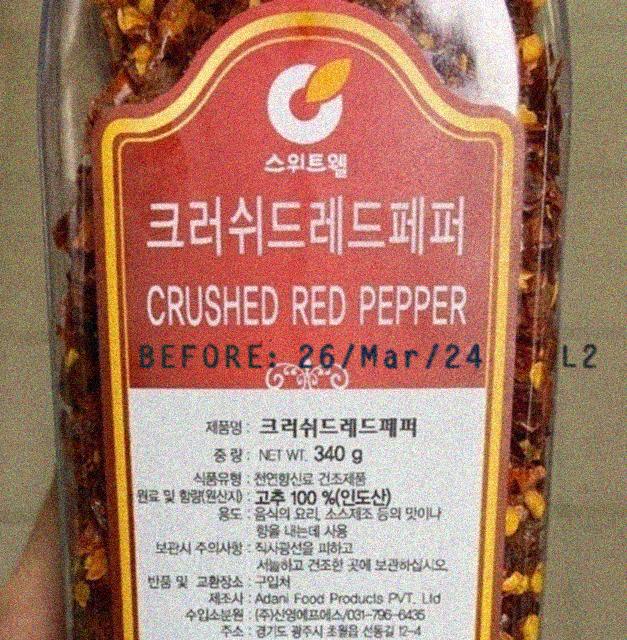 스위트웰
크러쉬드레드페퍼
CRUSHED RED PEPPER
BEFORE: 26/Mar/24 L2
제품명 : 크러쉬드레드페퍼
중 량 : NET WT. 340 g
식품유형 : 천연향신료 건조제품
원료 및 함량(원산지) : 고추 100 %(인도산)
용도 : 음식의 요리, 소스제조 등의 맛이나
향을 내는데 사용
보관시 주의사항 : 직사광선을 피하고
서늘하고 건조한 곳에 보관하십시오.
반품 및 교환장소 : 구입처
제조사 : Adani Food Products PVT. Ltd
수입소분원 : (주)신영에프에스/031-796-6435
주소 : 경기도 광주시 초월읍 선동길 12-4